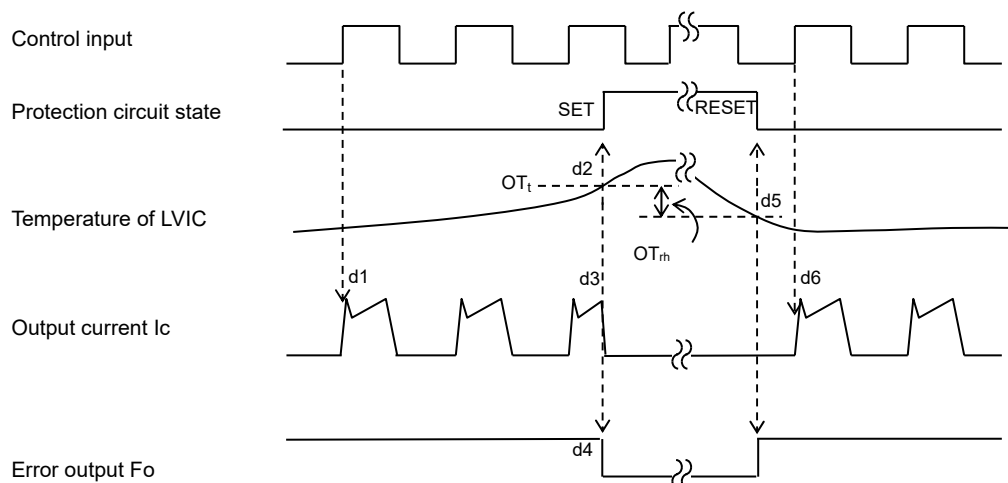 Control input
Protection circuit state
SET
RESET
d2
OTt
d5
Temperature of LVIC
OTrh
d1
d3
d6
Output current Ic
d4
Error output Fo